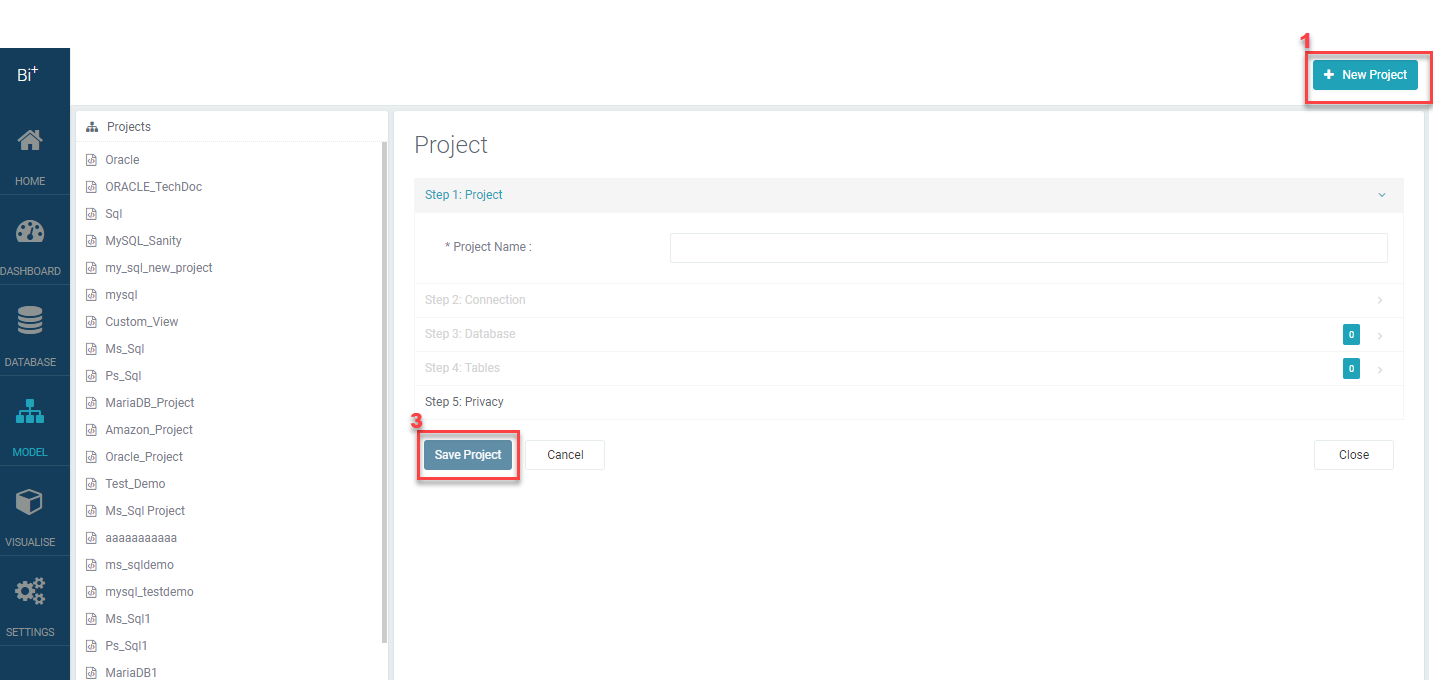 1
Bi+
+ New Project
HOME
DASHBOARD
DATABASE
MODEL
VISUALISE
SETTINGS
Projects
Oracle
ORACLE_TechDoc
Sql
MySQL_Sanity
my_sql_new_project
mysql
Custom_View
Ms_Sql
Ps_Sql
MariaDB_Project
Amazon_Project
Oracle_Project
Test_Demo
Ms_Sql Project
aaaaaaaaaaa
ms_sqldemo
mysql_testdemo
Ms_Sql1
Ps_Sql1
MariaDB1
Project
Step 1: Project
* Project Name :
Step 2: Connection
Step 3: Database 0
Step 4: Tables 0
Step 5: Privacy
3
Save Project Cancel Close